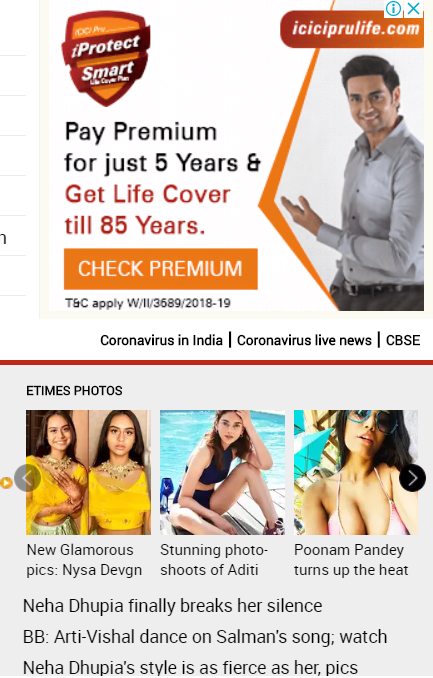 ICICI Pru
iProtect
Smart
Life Cover Plan
iciciprulife.com
Pay Premium
for just 5 Years &
Get Life Cover
till 85 Years.
CHECK PREMIUM
T&C apply W/II/3689/2018-19
n
Coronavirus in India | Coronavirus live news | CBSE
ETIMES PHOTOS
New Glamorous
pics: Nysa Devgn
Stunning photo-
shoots of Aditi
Poonam Pandey
turns up the heat
Neha Dhupia finally breaks her silence
BB: Arti-Vishal dance on Salman's song; watch
Neha Dhupia's style is as fierce as her, pics